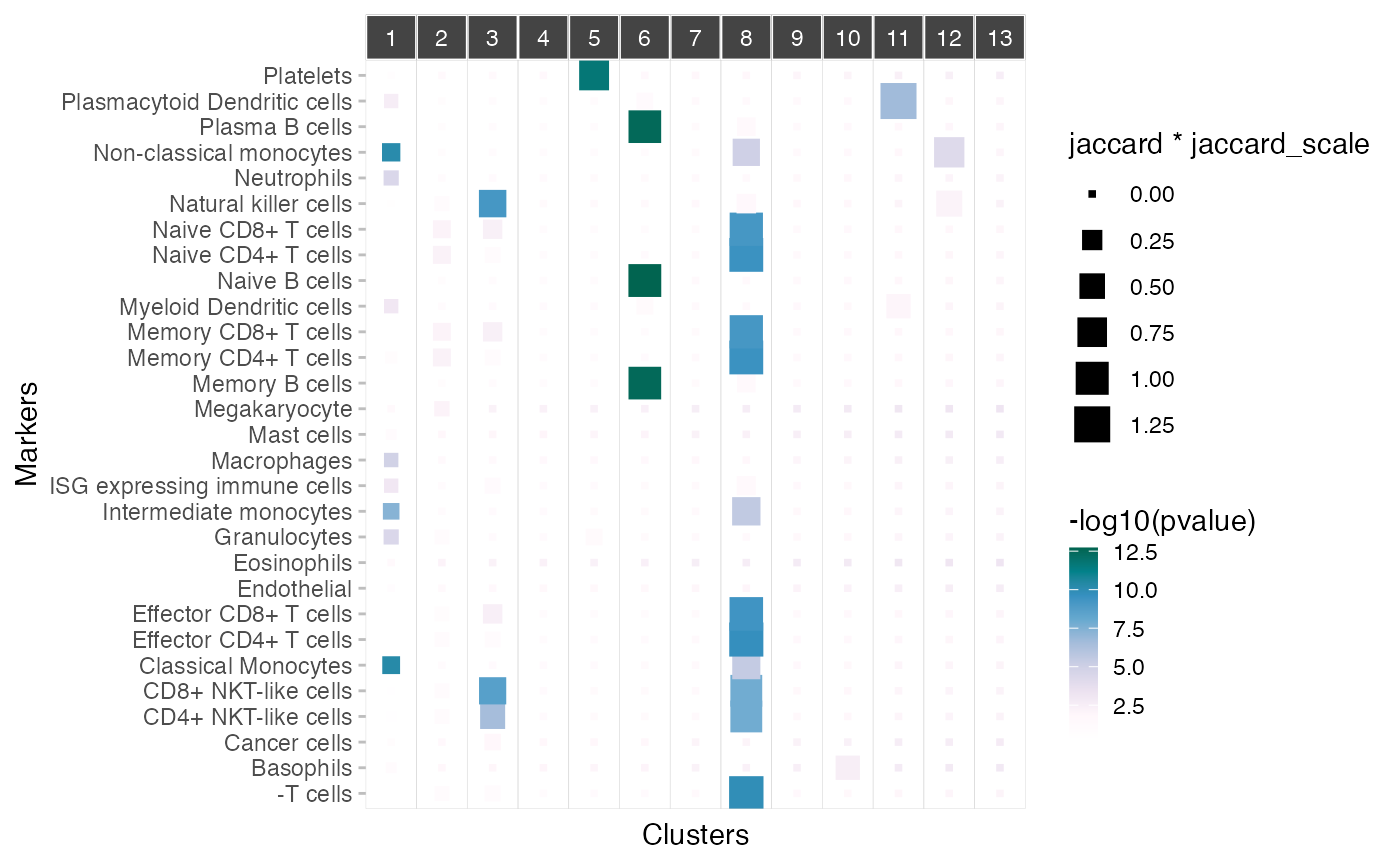 1 2 3 4 5 6 7 8 9 10 11 12 13
Platelets
Plasmacytoid Dendritic cells
Plasma B cells
Non-classical monocytes
Neutrophils
Natural killer cells
Naive CD8+ T cells
Naive CD4+ T cells
Naive B cells
Myeloid Dendritic cells
Memory CD8+ T cells
Memory CD4+ T cells
Memory B cells
Megakaryocyte
Mast cells
Macrophages
ISG expressing immune cells
Intermediate monocytes
Granulocytes
Eosinophils
Endothelial
Effector CD8+ T cells
Effector CD4+ T cells
Classical Monocytes
CD8+ NKT-like cells
CD4+ NKT-like cells
Cancer cells
Basophils
-T cells
Markers
Clusters
jaccard * jaccard_scale
0.00
0.25
0.50
0.75
1.00
1.25
-log10(pvalue)
12.5
10.0
7.5
5.0
2.5